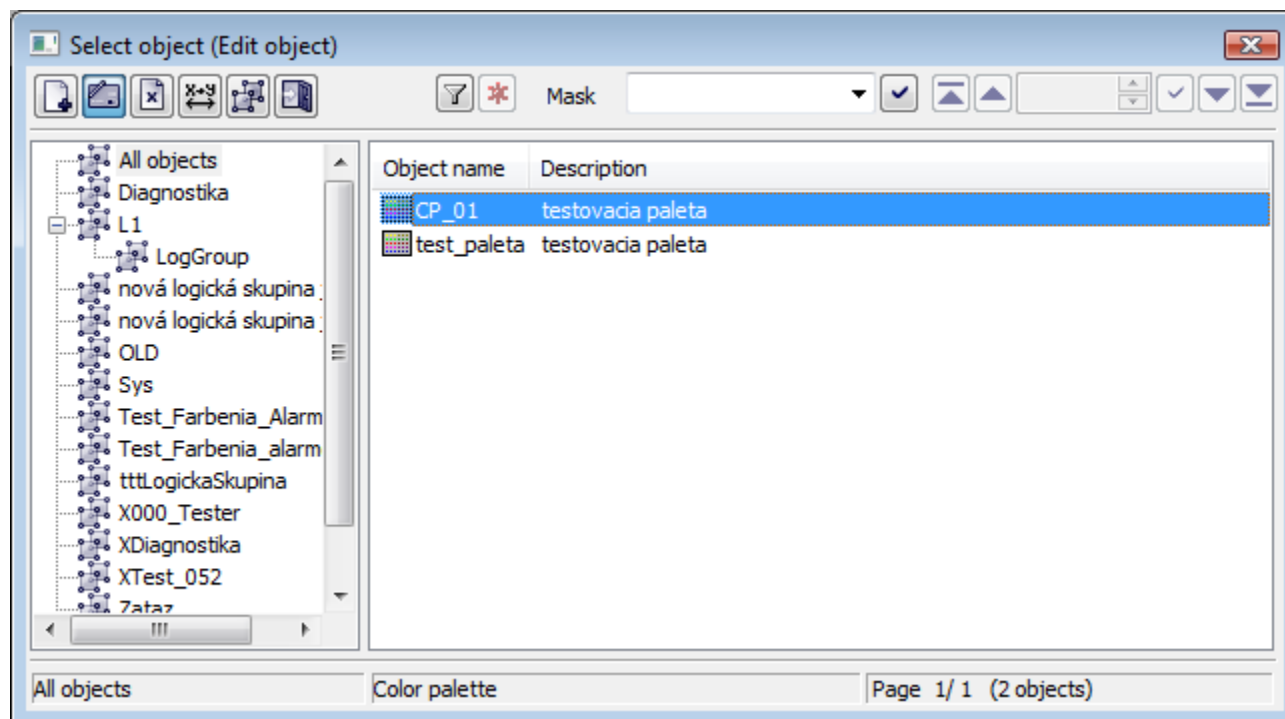 Select object (Edit object)
Mask
All objects
Diagnostika
L1
LogGroup
nová logická skupina
nová logická skupina
OLD
Sys
Test_Farbenia_Alarm
Test_Farbenia_alarm
tttLogickaSkupina
X000_Tester
XDiagnostika
XTest_052
Zataz
Object name Description
CP_01 testovacia paleta
test_paleta testovacia paleta
All objects Color palette Page 1/ 1 (2 objects)